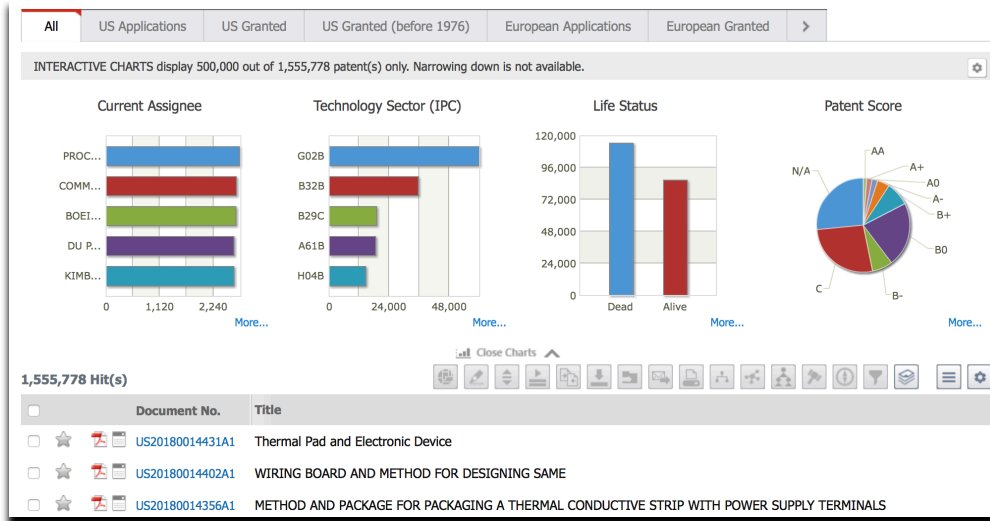 All
US Applications
US Granted
US Granted (before 1976)
European Applications
European Granted
>
INTERACTIVE CHARTS display 500,000 out of 1,555,778 patent(s) only. Narrowing down is not available.
Current Assignee
PROC...
COMM...
BOEI...
DU P...
KIMB...
0 1,120 2,240
More...
Technology Sector (IPC)
G02B
B32B
B29C
A61B
H04B
0 24,000 48,000
More...
Life Status
120,000
96,000
72,000
48,000
24,000
0
Dead Alive
More...
Patent Score
AA
A+
A0
A-
B+
B0
B-
C
N/A
More...
Close Charts
1,555,778 Hit(s)
Document No. Title
US20180014431A1 Thermal Pad and Electronic Device
US20180014402A1 WIRING BOARD AND METHOD FOR DESIGNING SAME
US20180014356A1 METHOD AND PACKAGE FOR PACKAGING A THERMAL CONDUCTIVE STRIP WITH POWER SUPPLY TERMINALS